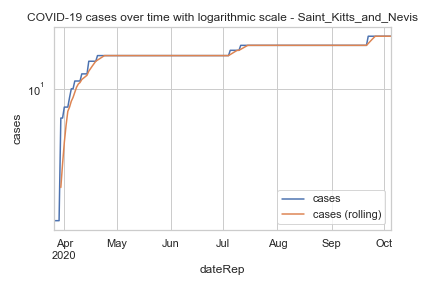 COVID-19 cases over time with logarithmic scale - Saint_Kitts_and_Nevis
10¹
cases
cases
cases (rolling)
Apr May Jun Jul Aug Sep Oct
2020
dateRep